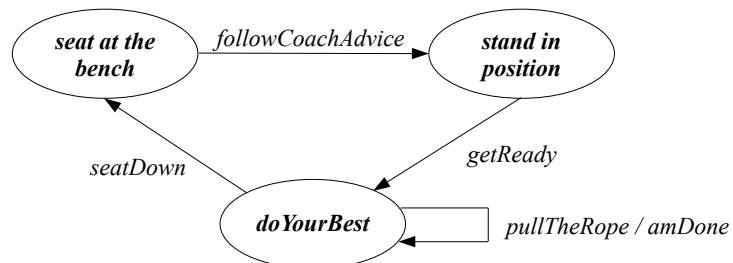 seat at the
bench
followCoachAdvice
stand in
position
seatDown
getReady
doYourBest
pullTheRope / amDone